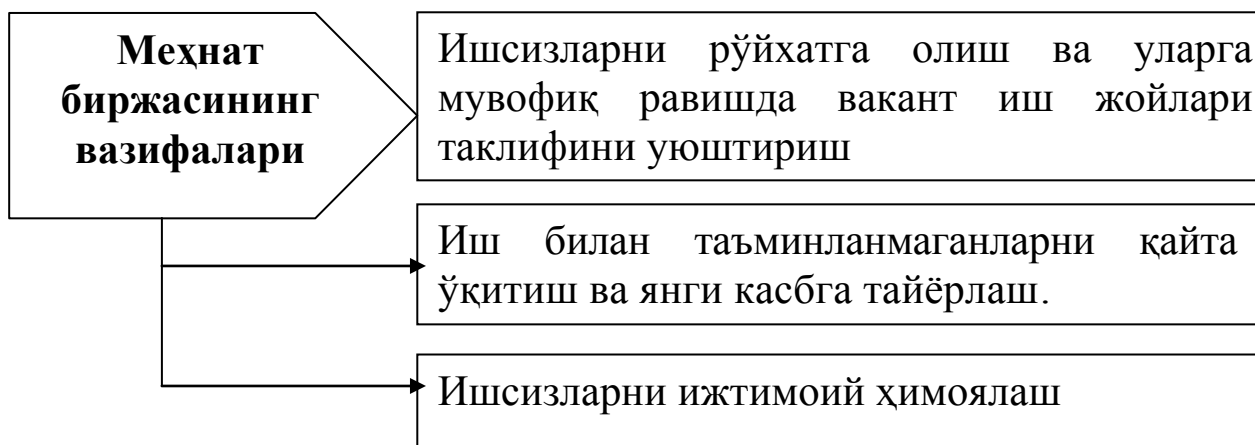 Меҳнат
биржасининг
вазифалари
Ишсизларни рўйхатга олиш ва уларга
мувофиқ равишда вакант иш жойлари
таклифини уюштириш
Иш билан таъминланмаганларни қайта
ўқитиш ва янги касбга тайёрлаш.
Ишсизларни ижтимоий ҳимоялаш